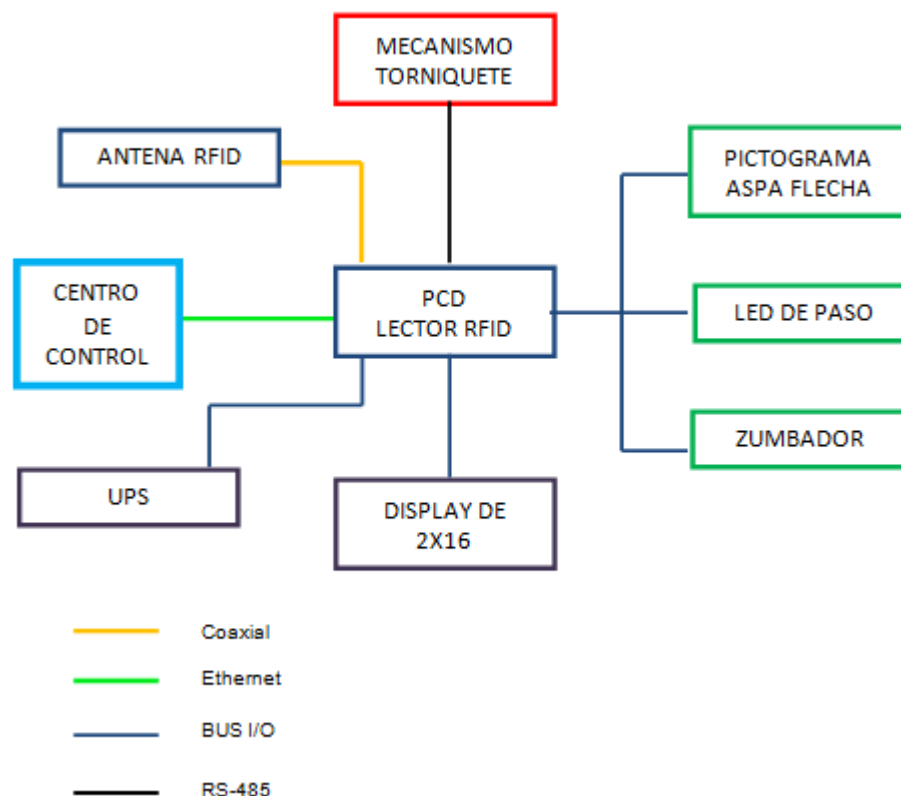 MECANISMO
TORNIQUETE
ANTENA RFID
PICTOGRAMA
ASPA FLECHA
CENTRO
DE
CONTROL
PCD
LECTOR RFID
LED DE PASO
ZUMBADOR
UPS
DISPLAY DE
2X16
Coaxial
Ethernet
BUS I/O
RS-485